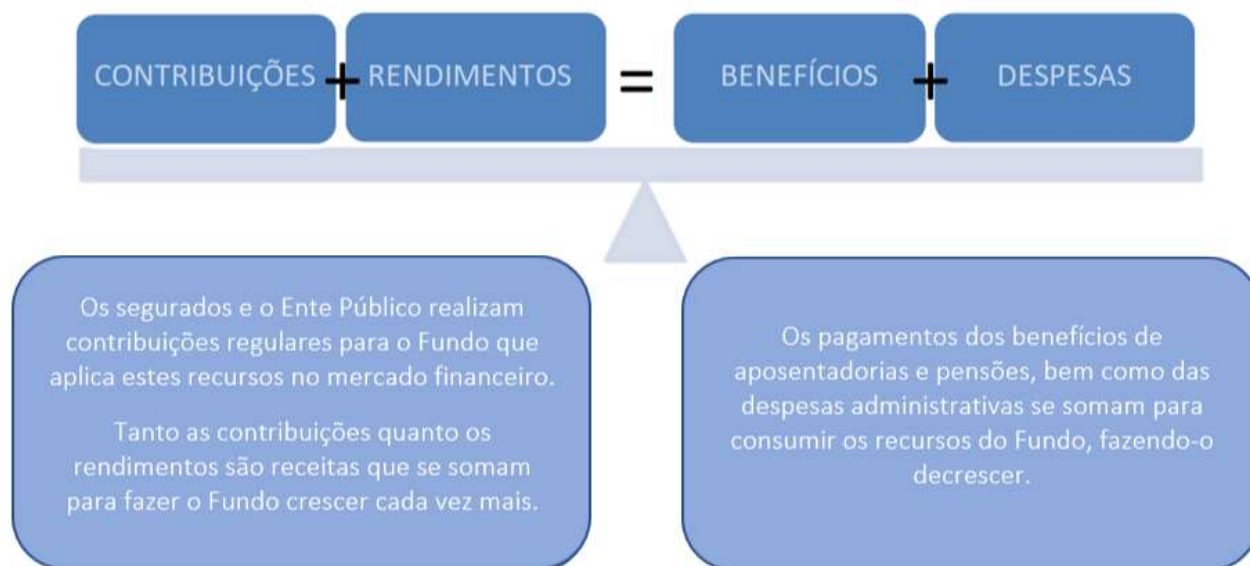 CONTRIBUIÇÕES + RENDIMENTOS = BENEFÍCIOS + DESPESAS
Os segurados e o Ente Público realizam
contribuições regulares para o Fundo que
aplica estes recursos no mercado financeiro.
Tanto as contribuições quanto os
rendimentos são receitas que se somam
para fazer o Fundo crescer cada vez mais.
Os pagamentos dos benefícios de
aposentadorias e pensões, bem como das
despesas administrativas se somam para
consumir os recursos do Fundo, fazendo-o
decrescer.